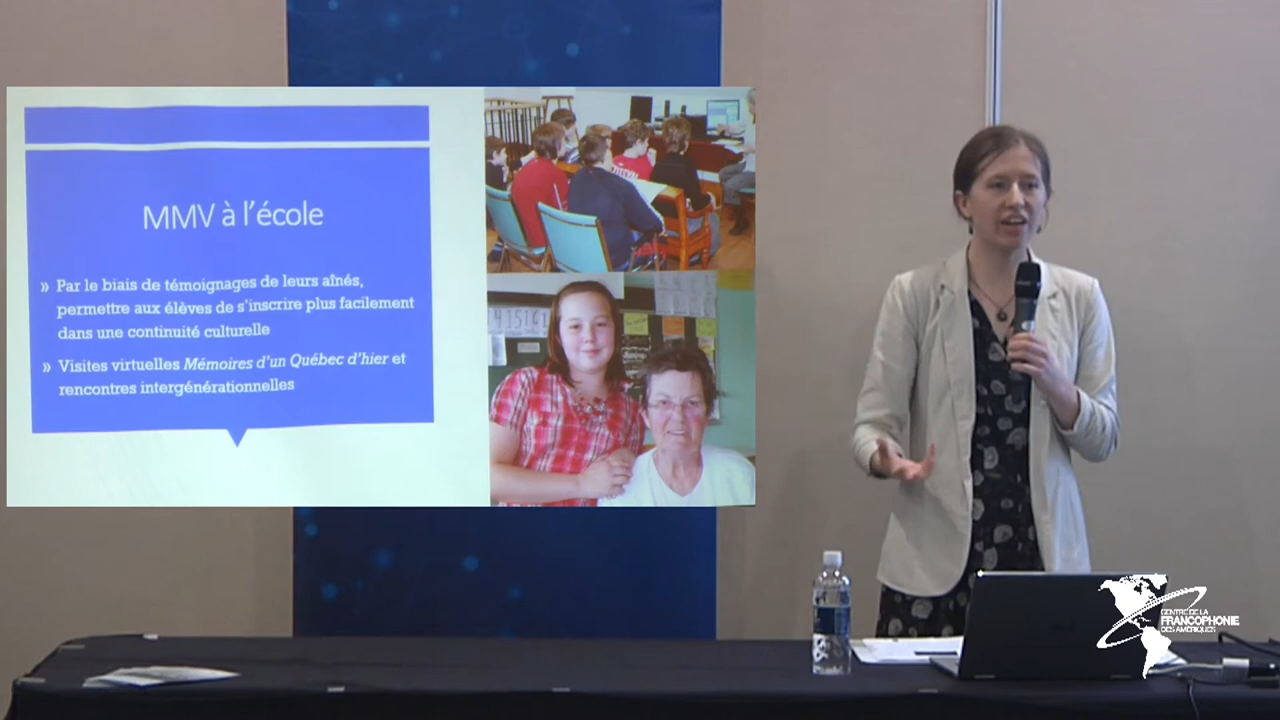 MMV à l'école
» Par le biais de témoignages de leurs aînés,
permettre aux élèves de s'inscrire plus facilement
dans une continuité culturelle
» Visites virtuelles Mémoires d'un Québec d'hier et
rencontres intergénérationnelles
CENTRE DE LA
FRANCOPHONIE
DES AMÉRIQUES